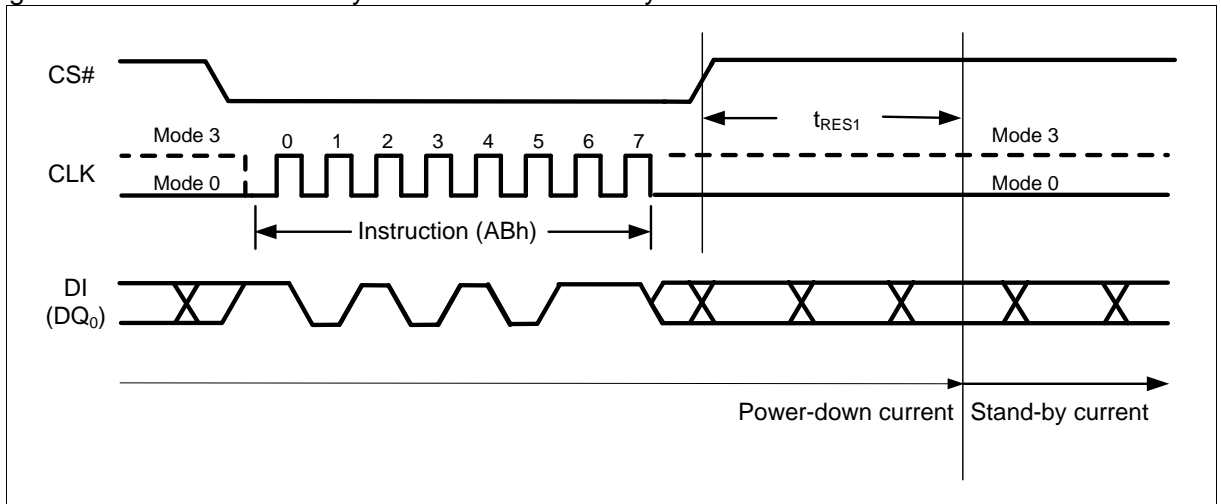 CS#
tRES1
Mode 3 0 1 2 3 4 5 6 7 Mode 3
CLK
Mode 0 Mode 0
Instruction (ABh)
DI
(DQ0)
Power-down current Stand-by current